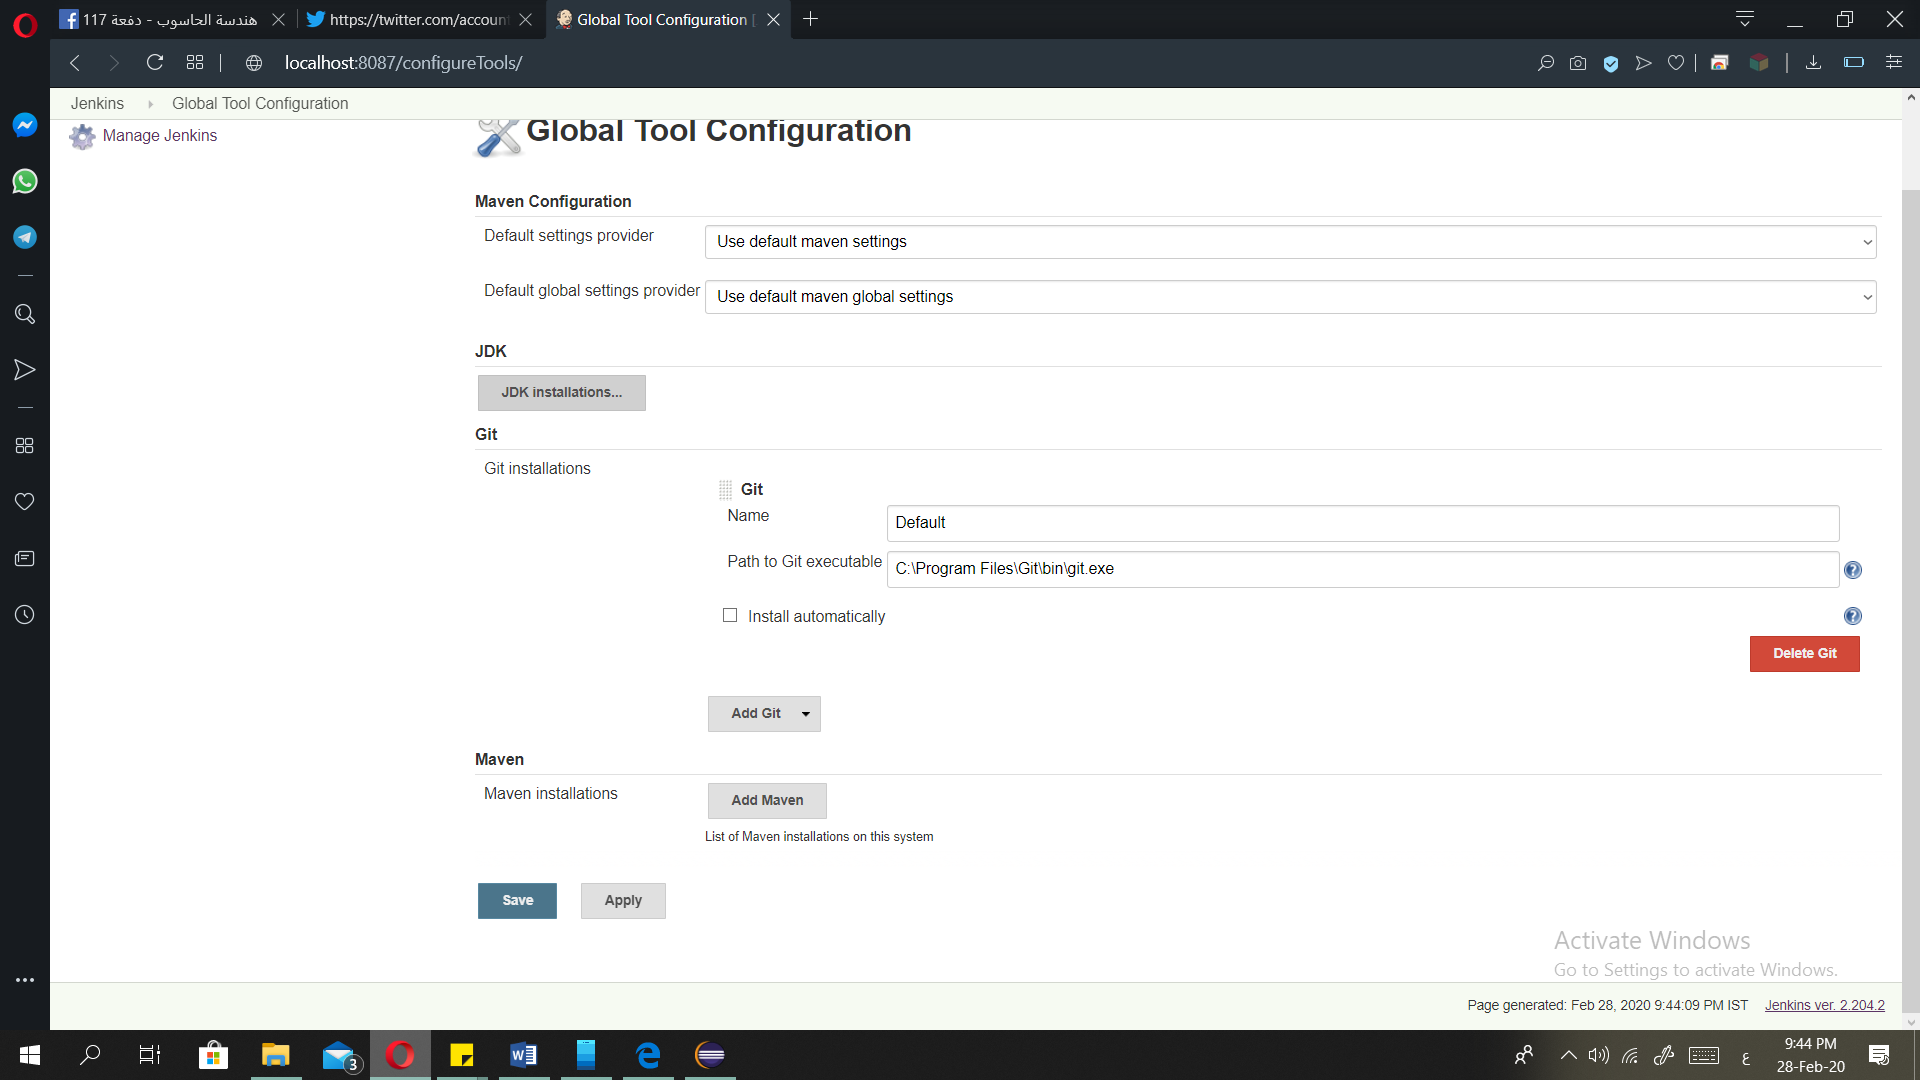 هندسة الحاسوب - دفعة 117
https://twitter.com/account
Global Tool Configuration [
localhost:8087/configureTools/
Jenkins
Global Tool Configuration
Manage Jenkins
Global Tool Configuration
Maven Configuration
Default settings provider
Use default maven settings
Default global settings provider
Use default maven global settings
JDK
JDK installations...
Git
Git installations
Git
Name
Default
Path to Git executable
C:\Program Files\Git\bin\git.exe
Install automatically
Delete Git
Add Git
Maven
Maven installations
Add Maven
List of Maven installations on this system
Save
Apply
Activate Windows
Go to Settings to activate Windows.
Page generated: Feb 28, 2020 9:44:09 PM IST
Jenkins ver. 2.204.2
3
ع
9:44 PM
28-Feb-20